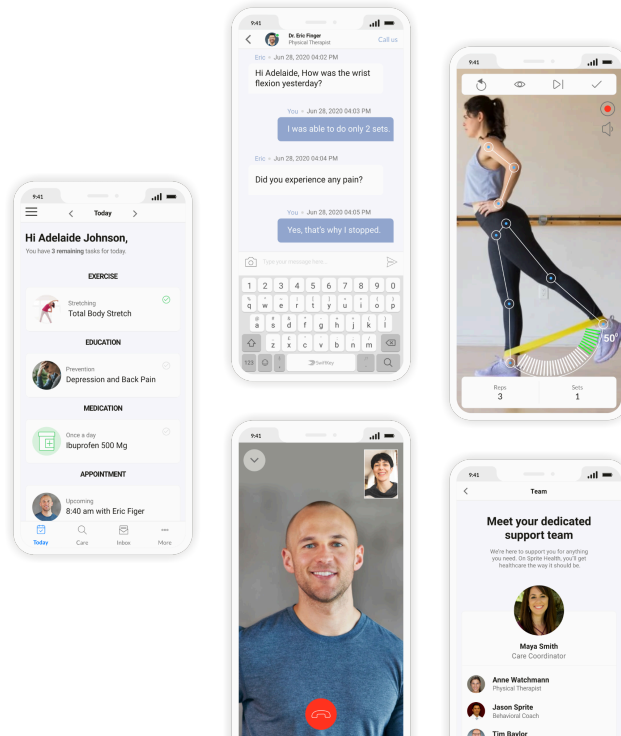 9:41
Today
Hi Adelaide Johnson,
You have 3 remaining tasks for today.
EXERCISE
Stretching
Total Body Stretch
EDUCATION
Prevention
Depression and Back Pain
MEDICATION
Once a day
Ibuprofen 500 Mg
APPOINTMENT
Upcoming
8:40 am with Eric Figer
Today
Care
Inbox
More
9:41
Dr. Eric Finger
Physical Therapist
Call us
Eric • Jun 28, 2020 04:02 PM
Hi Adelaide, How was the wrist
flexion yesterday?
You • Jun 28, 2020 04:03 PM
I was able to do only 2 sets.
Eric • Jun 28, 2020 04:04 PM
Did you experience any pain?
You • Jun 28, 2020 04:05 PM
Yes, that's why I stopped.
Type your message here...
1 2 3 4 5 6 7 8 9 0
q w e r t y u i o p
a s d f g h j k l
z x c v b n m
123
SwiftKey
9:41
9:41
50°
Reps
3
Sets
1
9:41
Team
Meet your dedicated
support team
We're here to support you for anything
you need. On Sprite Health, you'll get
healthcare the way it should be.
Maya Smith
Care Coordinator
Anne Watchmann
Physical Therapist
Jason Sprite
Behavioral Coach
Tim Baylor